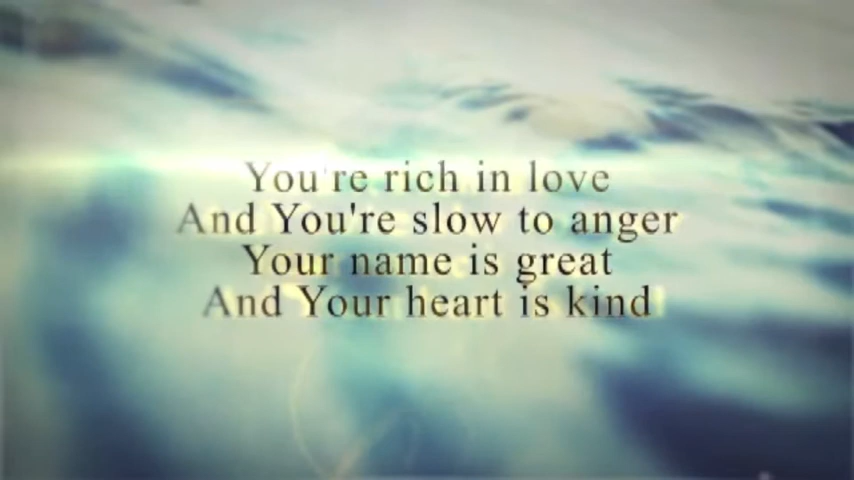 You're rich in love
And You're slow to anger
Your name is great
And Your heart is kind